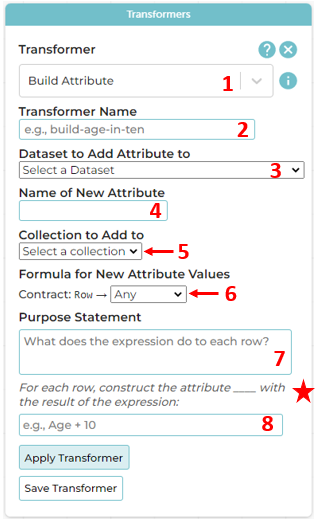 Transformers
Transformer
Build Attribute 1
Transformer Name
e.g., build-age-in-ten 2
Dataset to Add Attribute to
Select a Dataset 3
Name of New Attribute
4
Collection to Add to
Select a collection 5
Formula for New Attribute Values
Contract: Row → Any 6
Purpose Statement
What does the expression do to each row?
7
For each row, construct the attribute ____ with
the result of the expression:
e.g., Age + 10 8
Apply Transformer
Save Transformer